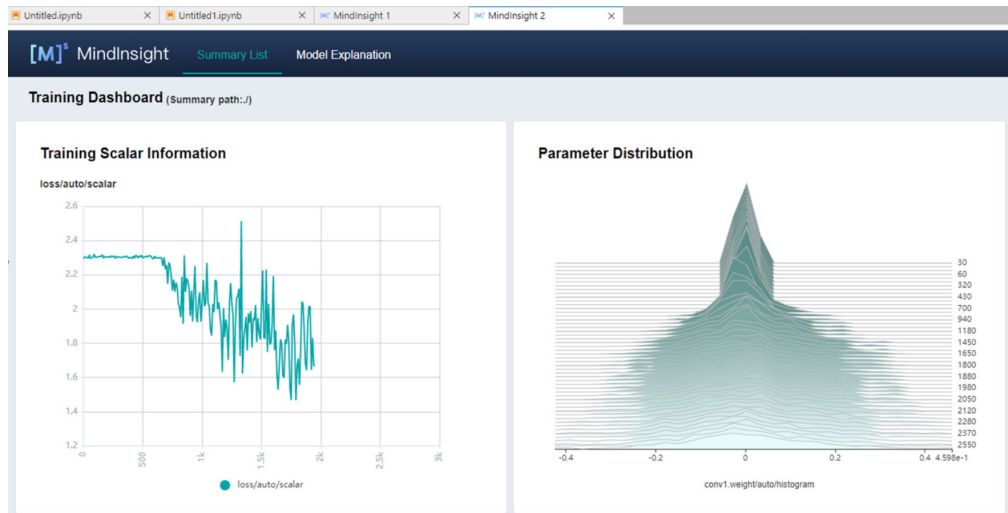 Untitled.ipynb × Untitled1.ipynb × MindInsight 1 × MindInsight 2 ×
[M]s MindInsight Summary List Model Explanation
Training Dashboard (Summary path:./)
Training Scalar Information
loss/auto/scalar
2.6
2.4
2.2
2
1.8
1.6
1.4
1.2
0 500 1k 1.5k 2k 2.5k 3k
loss/auto/scalar
Parameter Distribution
30
60
320
430
700
940
1180
1450
1650
1800
1880
1980
2050
2120
2280
2370
2550
-0.4 -0.2 0 0.2 0.4 4.598e-1
conv1.weight/auto/histogram